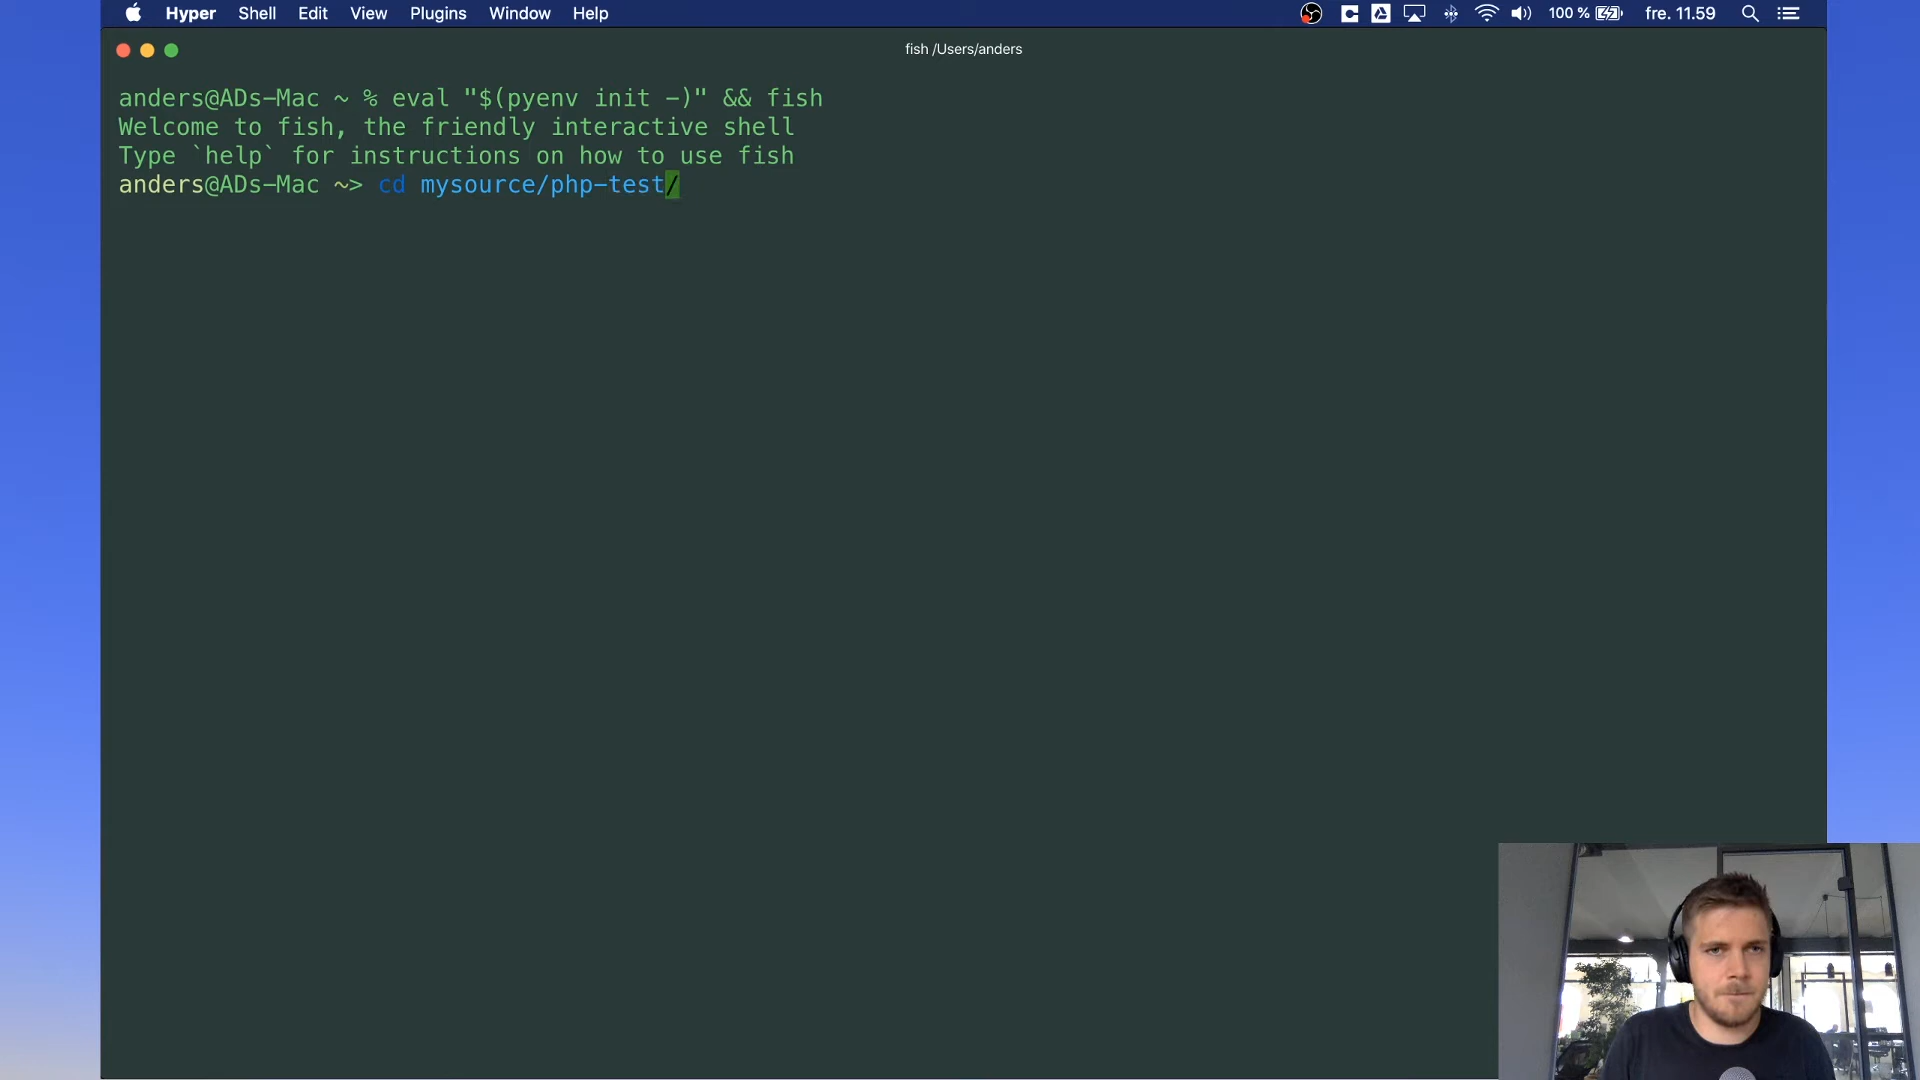 Hyper Shell Edit View Plugins Window Help 100 % fre. 11.59
fish /Users/anders
anders@ADs-Mac ~ % eval "$(pyenv init -)" && fish
Welcome to fish, the friendly interactive shell
Type `help` for instructions on how to use fish
anders@ADs-Mac ~> cd mysource/php-test/